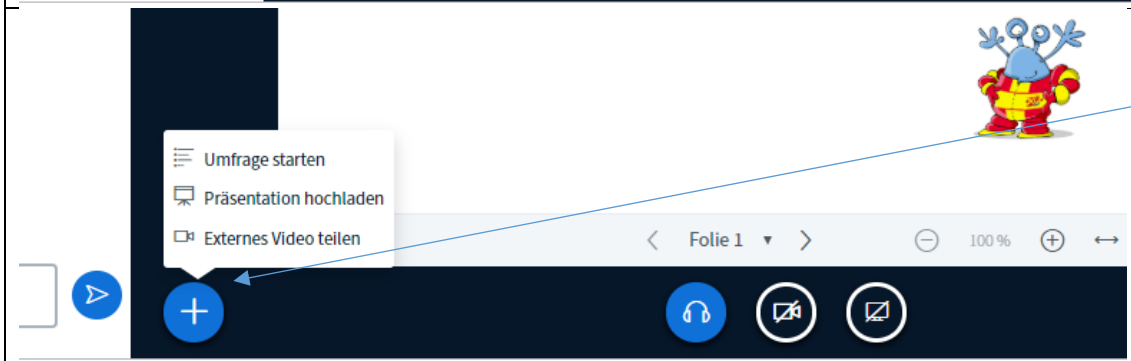 Umfrage starten
Präsentation hochladen
Externes Video teilen
Folie 1
100 %